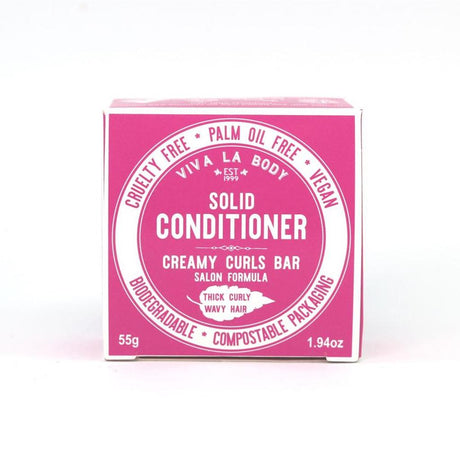 CRUELTY FREE * PALM OIL FREE * VEGAN
VIVA LA BODY
EST
1999
SOLID
CONDITIONER
CREAMY CURLS BAR
SALON FORMULA
THICK CURLY
WAVY HAIR
BIODEGRADABLE • COMPOSTABLE PACKAGING
55g
1.94oz